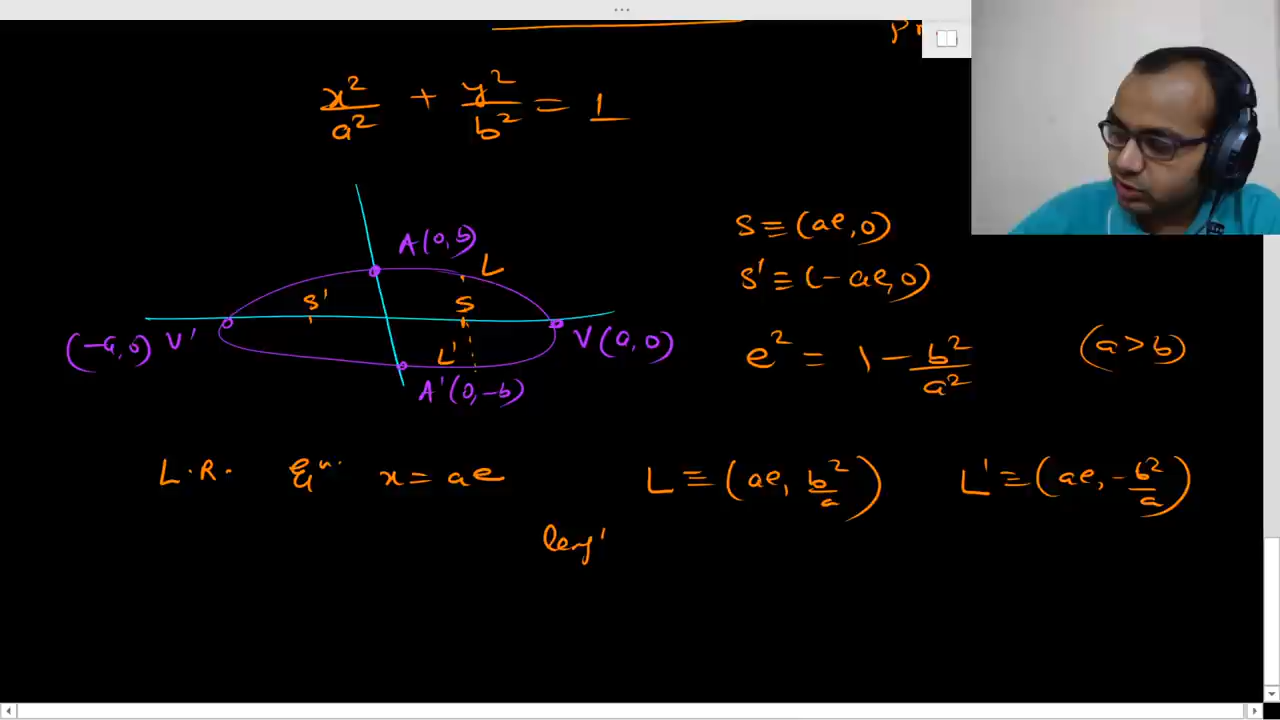 Pr
x²/a² + y²/b² = 1
A(0,b)
L
S'
S
(-a,0) V'
L'
V(a,0)
A'(0,-b)
S ≡ (ae,0)
S' ≡ (-ae,0)
e² = 1 - b²/a² (a>b)
L.R. Eqⁿ. x = ae L ≡ (ae, b²/a) L' ≡ (ae, -b²/a)
leng